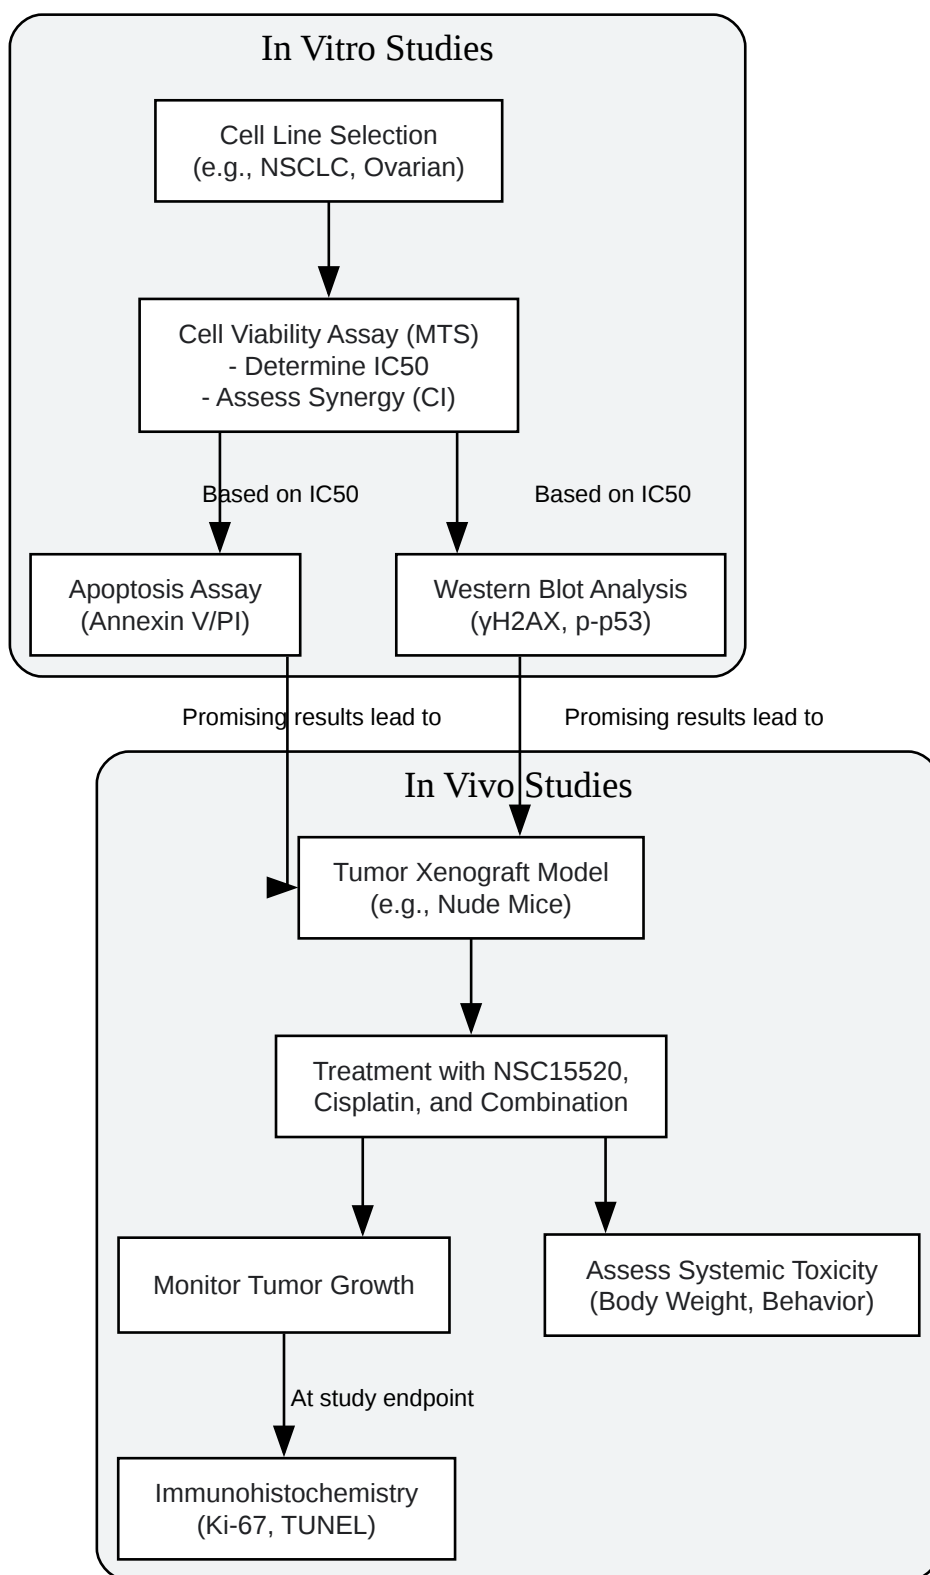 In Vitro Studies
Cell Line Selection
(e.g., NSCLC, Ovarian)
Cell Viability Assay (MTS)
- Determine IC50
- Assess Synergy (CI)
Based on IC50
Based on IC50
Apoptosis Assay
(Annexin V/PI)
Western Blot Analysis
(γH2AX, p-p53)
Promising results lead to
Promising results lead to
In Vivo Studies
Tumor Xenograft Model
(e.g., Nude Mice)
Treatment with NSC15520,
Cisplatin, and Combination
Monitor Tumor Growth
Assess Systemic Toxicity
(Body Weight, Behavior)
At study endpoint
Immunohistochemistry
(Ki-67, TUNEL)